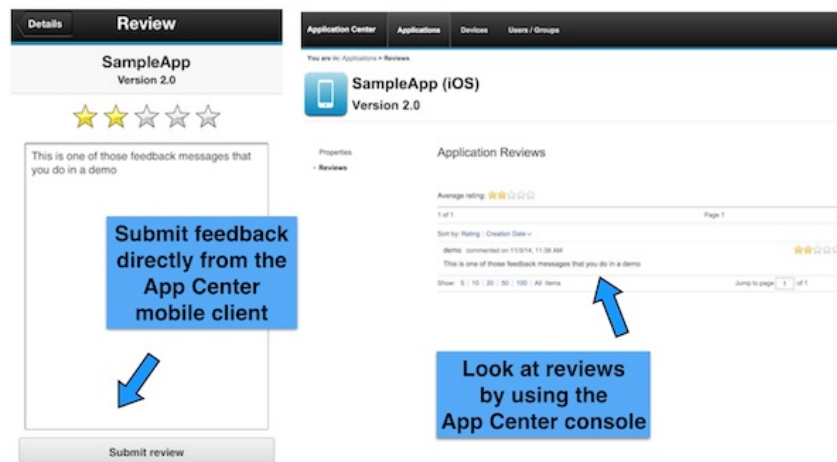 Details
Review
SampleApp
Version 2.0
This is one of those feedback messages that
you do in a demo
Submit feedback
directly from the
App Center
mobile client
Submit review
Application Center
Applications
Devices
Users / Groups
You are in: Applications > Reviews
SampleApp (iOS)
Version 2.0
Properties
Reviews
Application Reviews
Average rating:
1 of 1
Page 1
Sort by: Rating | Creation Date
demo commented on 11/3/14, 11:38 AM
This is one of those feedback messages that you do in a demo
Show: 5 | 10 | 20 | 50 | 100 | All items
Jump to page 1 of 1
Look at reviews
by using the
App Center console